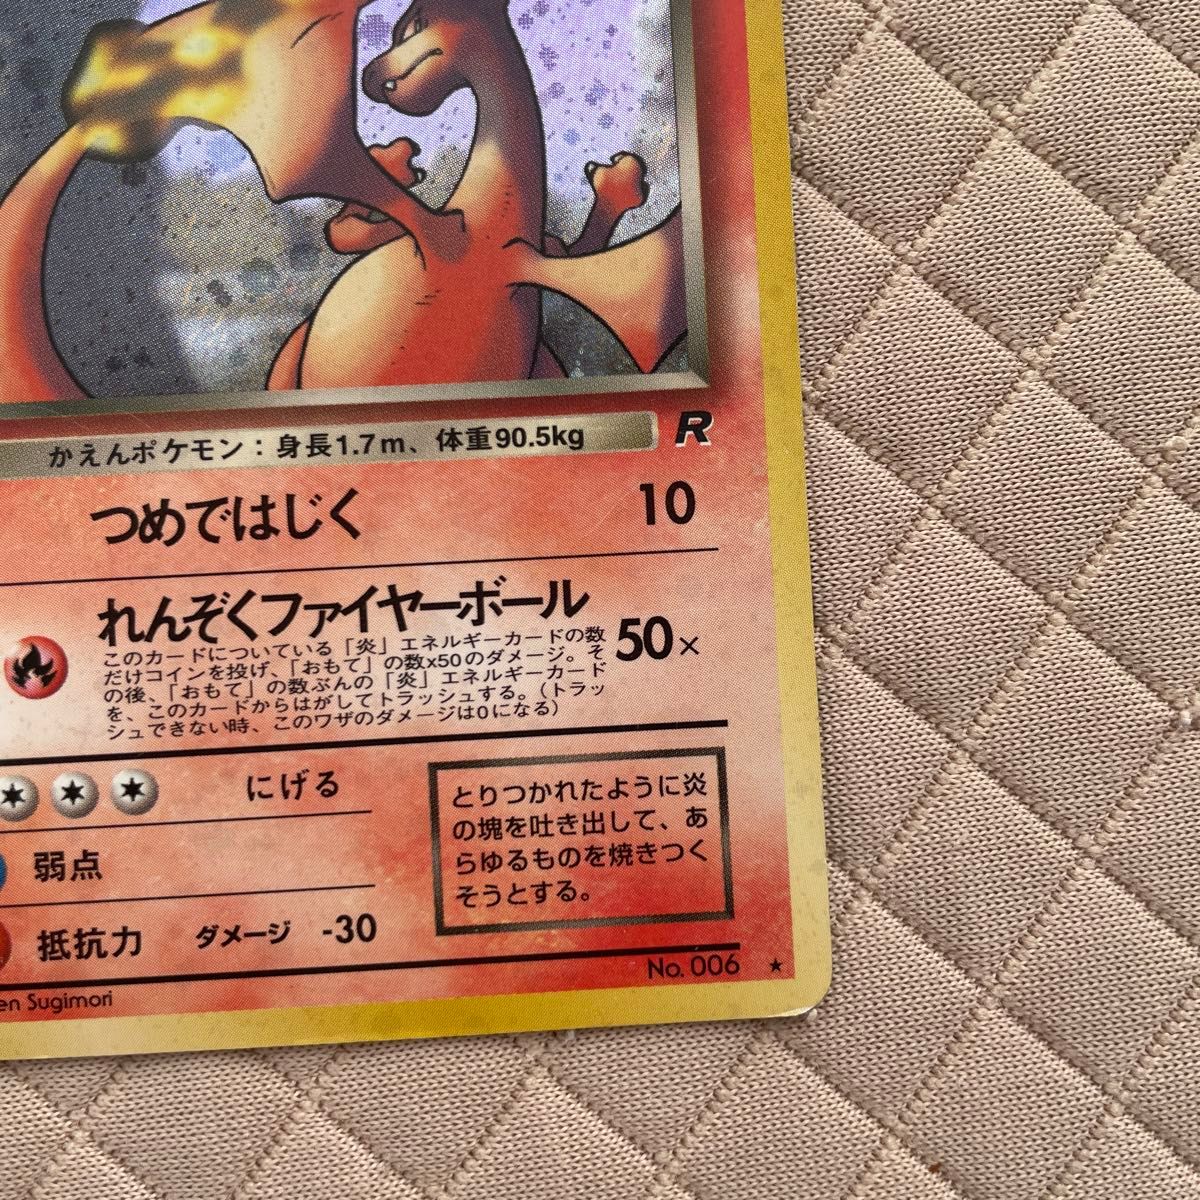 かえんポケモン：身長1.7m、体重90.5kg
R
つめではじく 10
れんぞくファイヤーボール 50×
このカードについている「炎」エネルギーカードの数
だけコインを投げ、「おもて」の数x50のダメージ。そ
の後、「おもて」の数ぶんの「炎」エネルギーカード
を、このカードからはがしてトラッシュする。（トラッ
シュできない時、このワザのダメージは0になる）
にげる
弱点
抵抗力 ダメージ -30
とりつかれたように炎
の塊を吐き出して、あ
らゆるものを焼きつく
そうとする。
No. 006 ★
en Sugimori